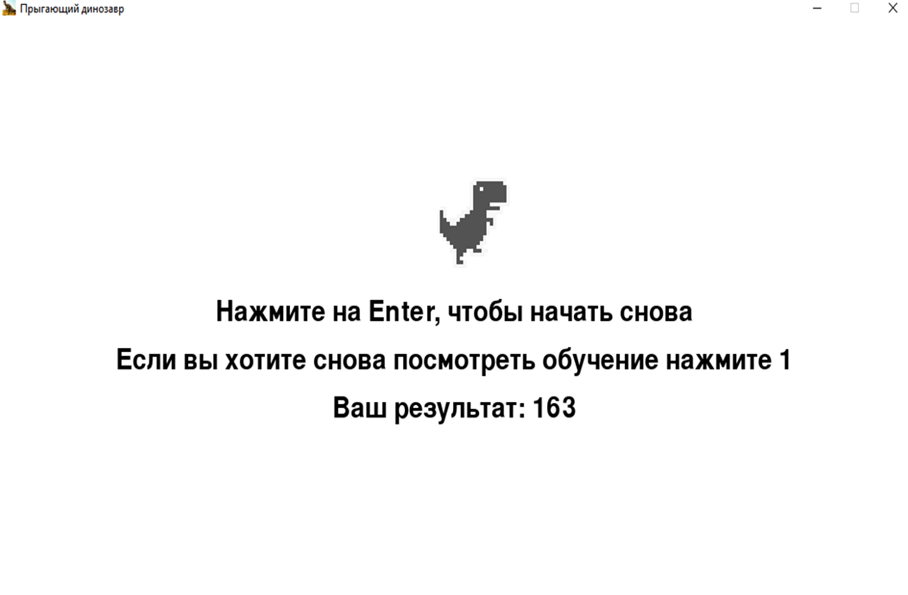 Прыгающий динозавр
Нажмите на Enter, чтобы начать снова
Если вы хотите снова посмотреть обучение нажмите 1
Ваш результат: 163